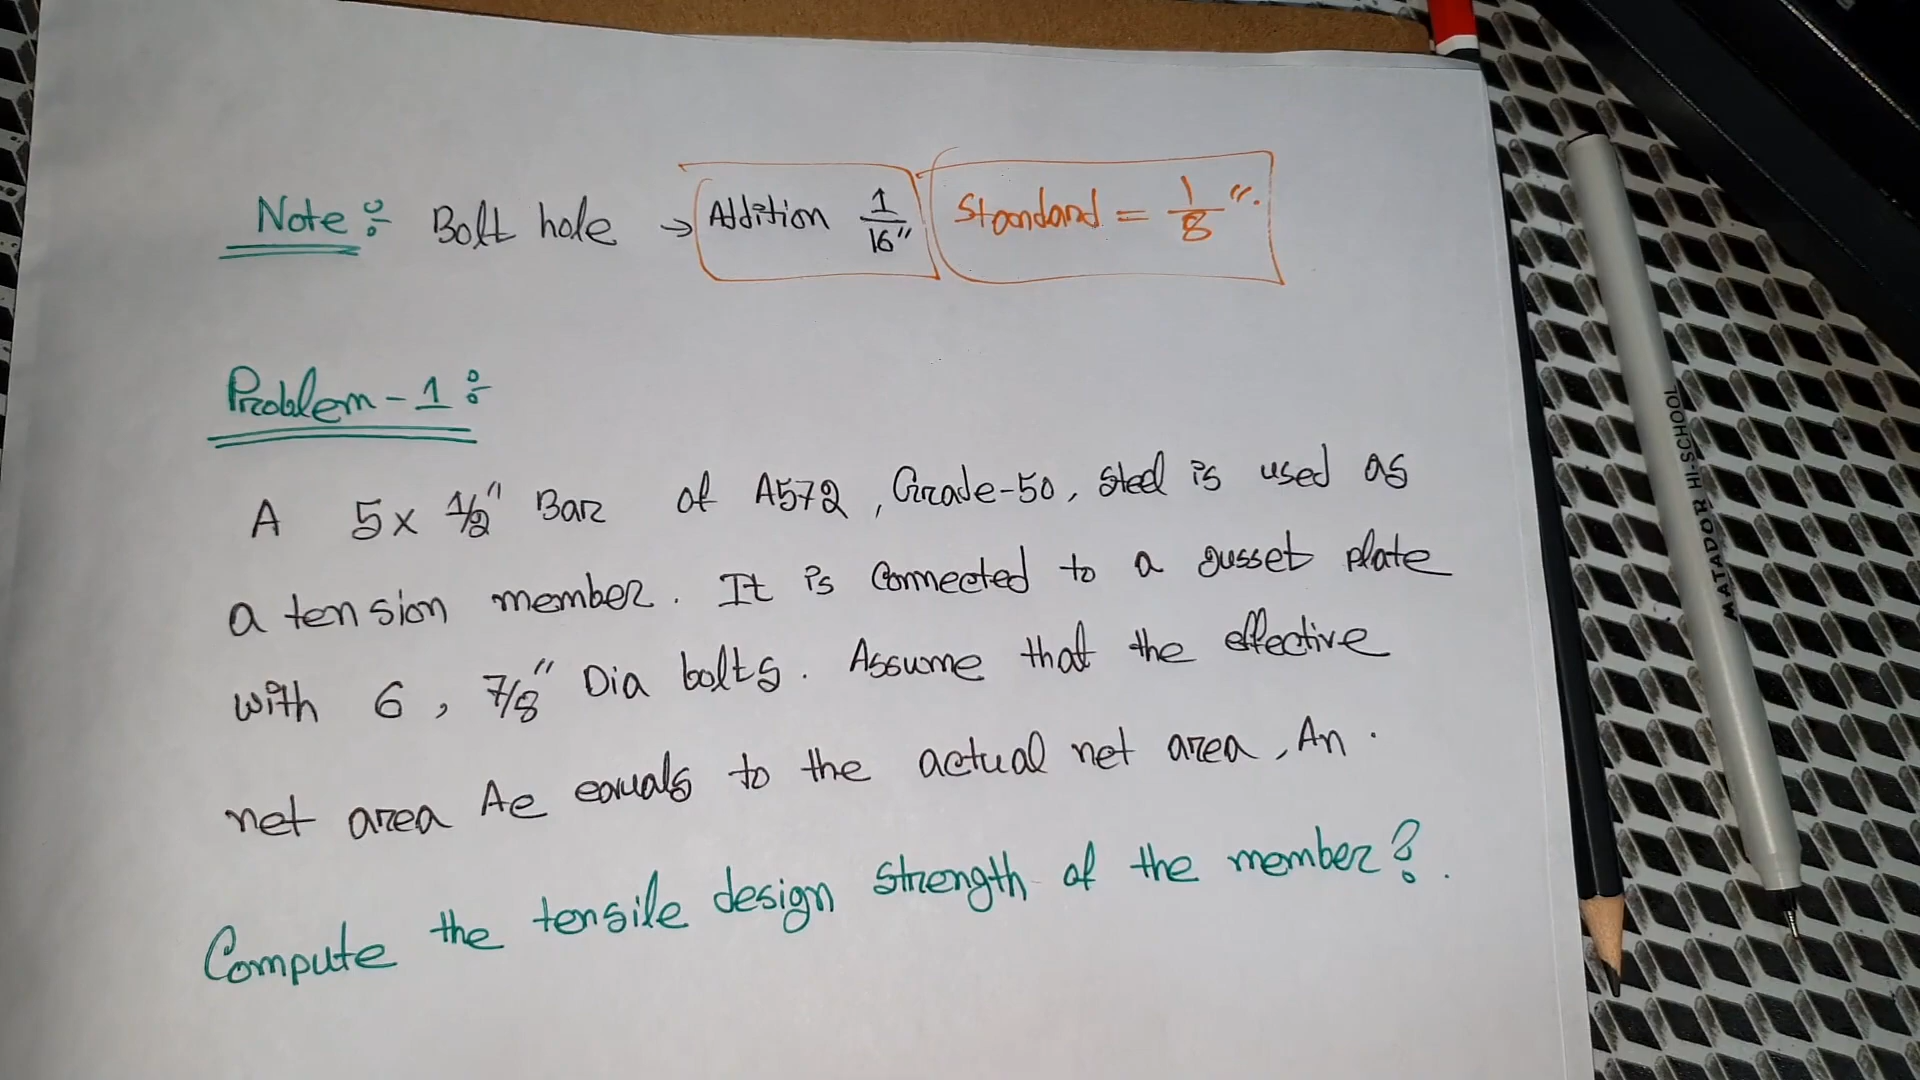 Note: Bolt hole → Addition 1/16" Standard = 1/8".
Problem-1:
A 5 x 1/2" Bar of A572, Grade-50, Steel is used as
a tension member. It is Connected to a gusset plate
with 6, 7/8" Dia bolts. Assume that the effective
net area Ae equals to the actual net area, An.
Compute the tensile design Strength of the member?.
MATADOR HI-SCHOOL